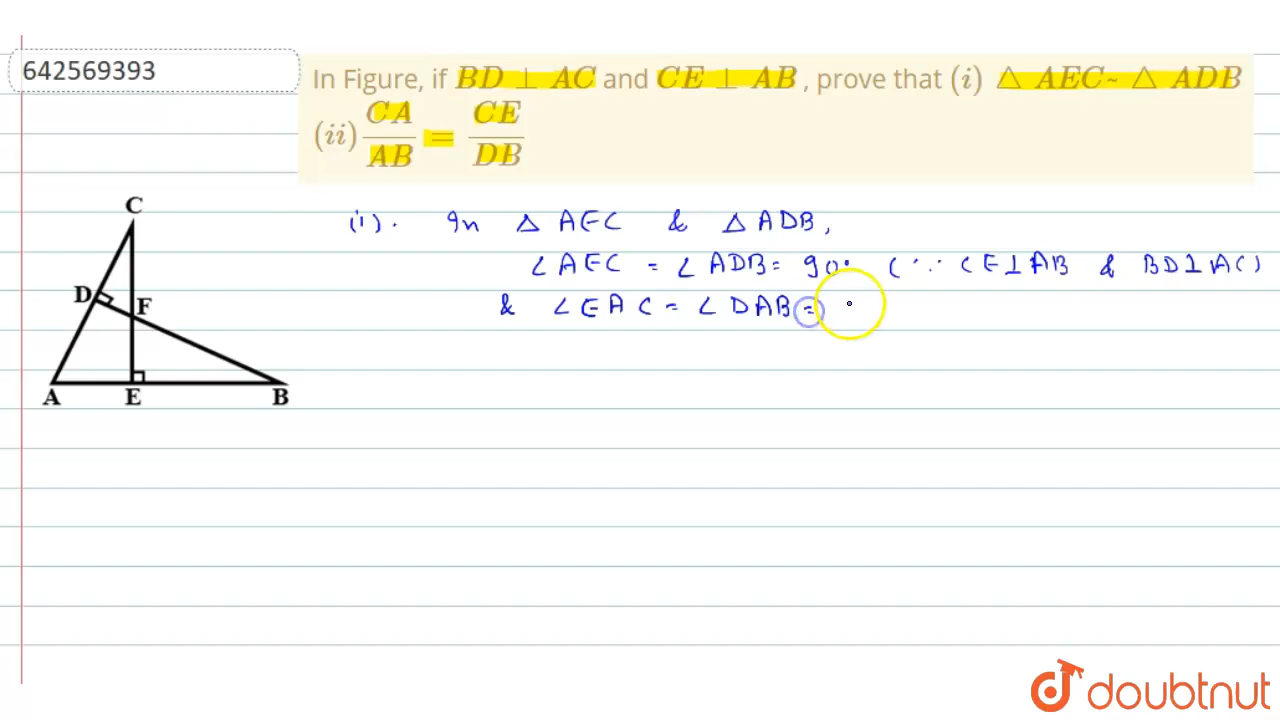 642569393
In Figure, if BD ⊥ AC and CE ⊥ AB, prove that (i) △ AEC~ △ ADB
(ii) CA/AB = CE/DB
C
D
F
A
E
B
(i). In △ AEC & △ ADB,
∠AEC = ∠ADB = 90° (∵ CE⊥AB & BD⊥AC)
& ∠EAC = ∠DAB =
doubtnut